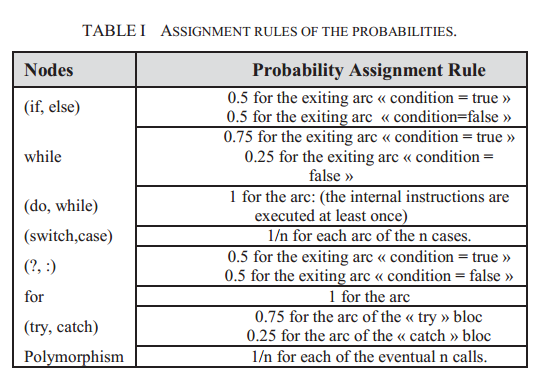 TABLE I ASSIGNMENT RULES OF THE PROBABILITIES.
Nodes Probability Assignment Rule
(if, else)
0.5 for the exiting arc « condition = true »
0.5 for the exiting arc « condition=false »
while
0.75 for the exiting arc « condition = true »
0.25 for the exiting arc « condition =
false »
(do, while)
1 for the arc: (the internal instructions are
executed at least once)
(switch,case) 1/n for each arc of the n cases.
(?, :)
0.5 for the exiting arc « condition = true »
0.5 for the exiting arc « condition = false »
for 1 for the arc
(try, catch)
0.75 for the arc of the « try » bloc
0.25 for the arc of the « catch » bloc
Polymorphism 1/n for each of the eventual n calls.